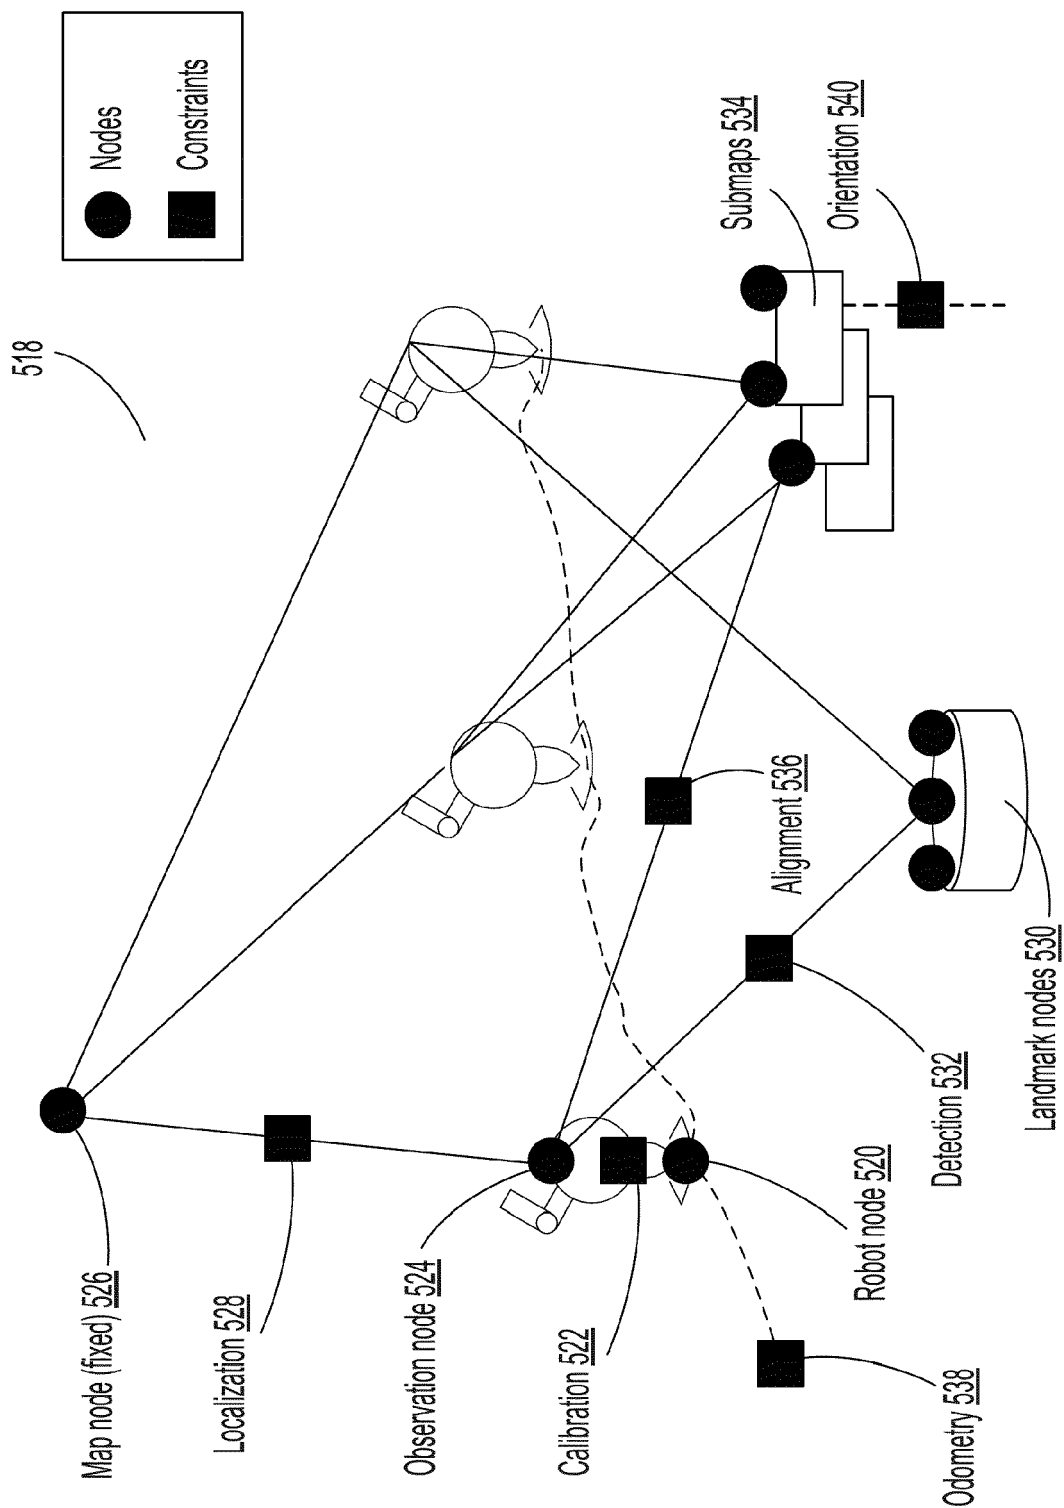 518
Nodes
Constraints
Map node (fixed) 526
Localization 528
Observation node 524
Calibration 522
Robot node 520
Odometry 538
Detection 532
Alignment 536
Landmark nodes 530
Submaps 534
Orientation 540